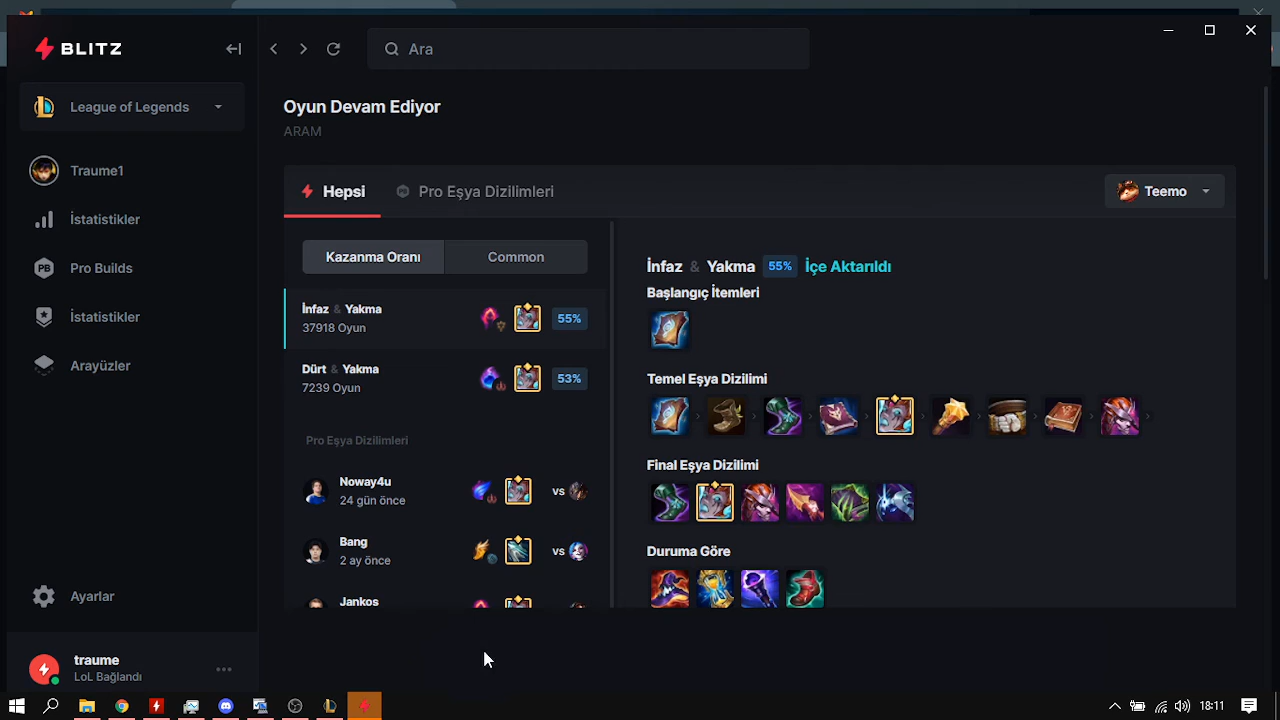 BLITZ
Ara
League of Legends
Oyun Devam Ediyor
ARAM
Traume1
İstatistikler
Pro Builds
İstatistikler
Arayüzler
Ayarlar
traume
LoL Bağlandı
Hepsi
Pro Eşya Dizilimleri
Teemo
Kazanma Oranı
Common
İnfaz & Yakma
37918 Oyun
55%
Dürt & Yakma
7239 Oyun
53%
Pro Eşya Dizilimleri
Noway4u
24 gün önce
vs
Bang
2 ay önce
vs
Jankos
İnfaz & Yakma 55% İçe Aktarıldı
Başlangıç İtemleri
Temel Eşya Dizilimi
Final Eşya Dizilimi
Duruma Göre
18:11